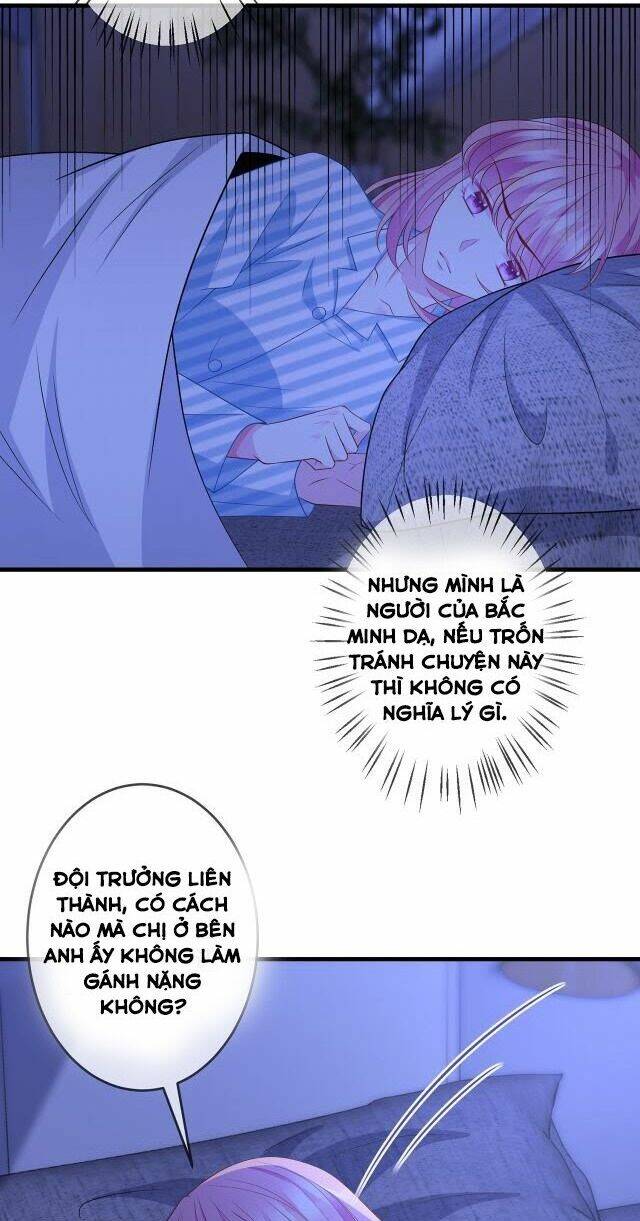 NHƯNG MÌNH LÀ
NGƯỜI CỦA BẮC
MINH DẠ, NẾU TRỐN
TRÁNH CHUYỆN NÀY
THÌ KHÔNG CÓ
NGHĨA LÝ GÌ.
ĐỘI TRƯỞNG LIÊN
THÀNH, CÓ CÁCH
NÀO MÀ CHỊ Ở BÊN
ANH ẤY KHÔNG LÀM
GÁNH NẶNG
KHÔNG?